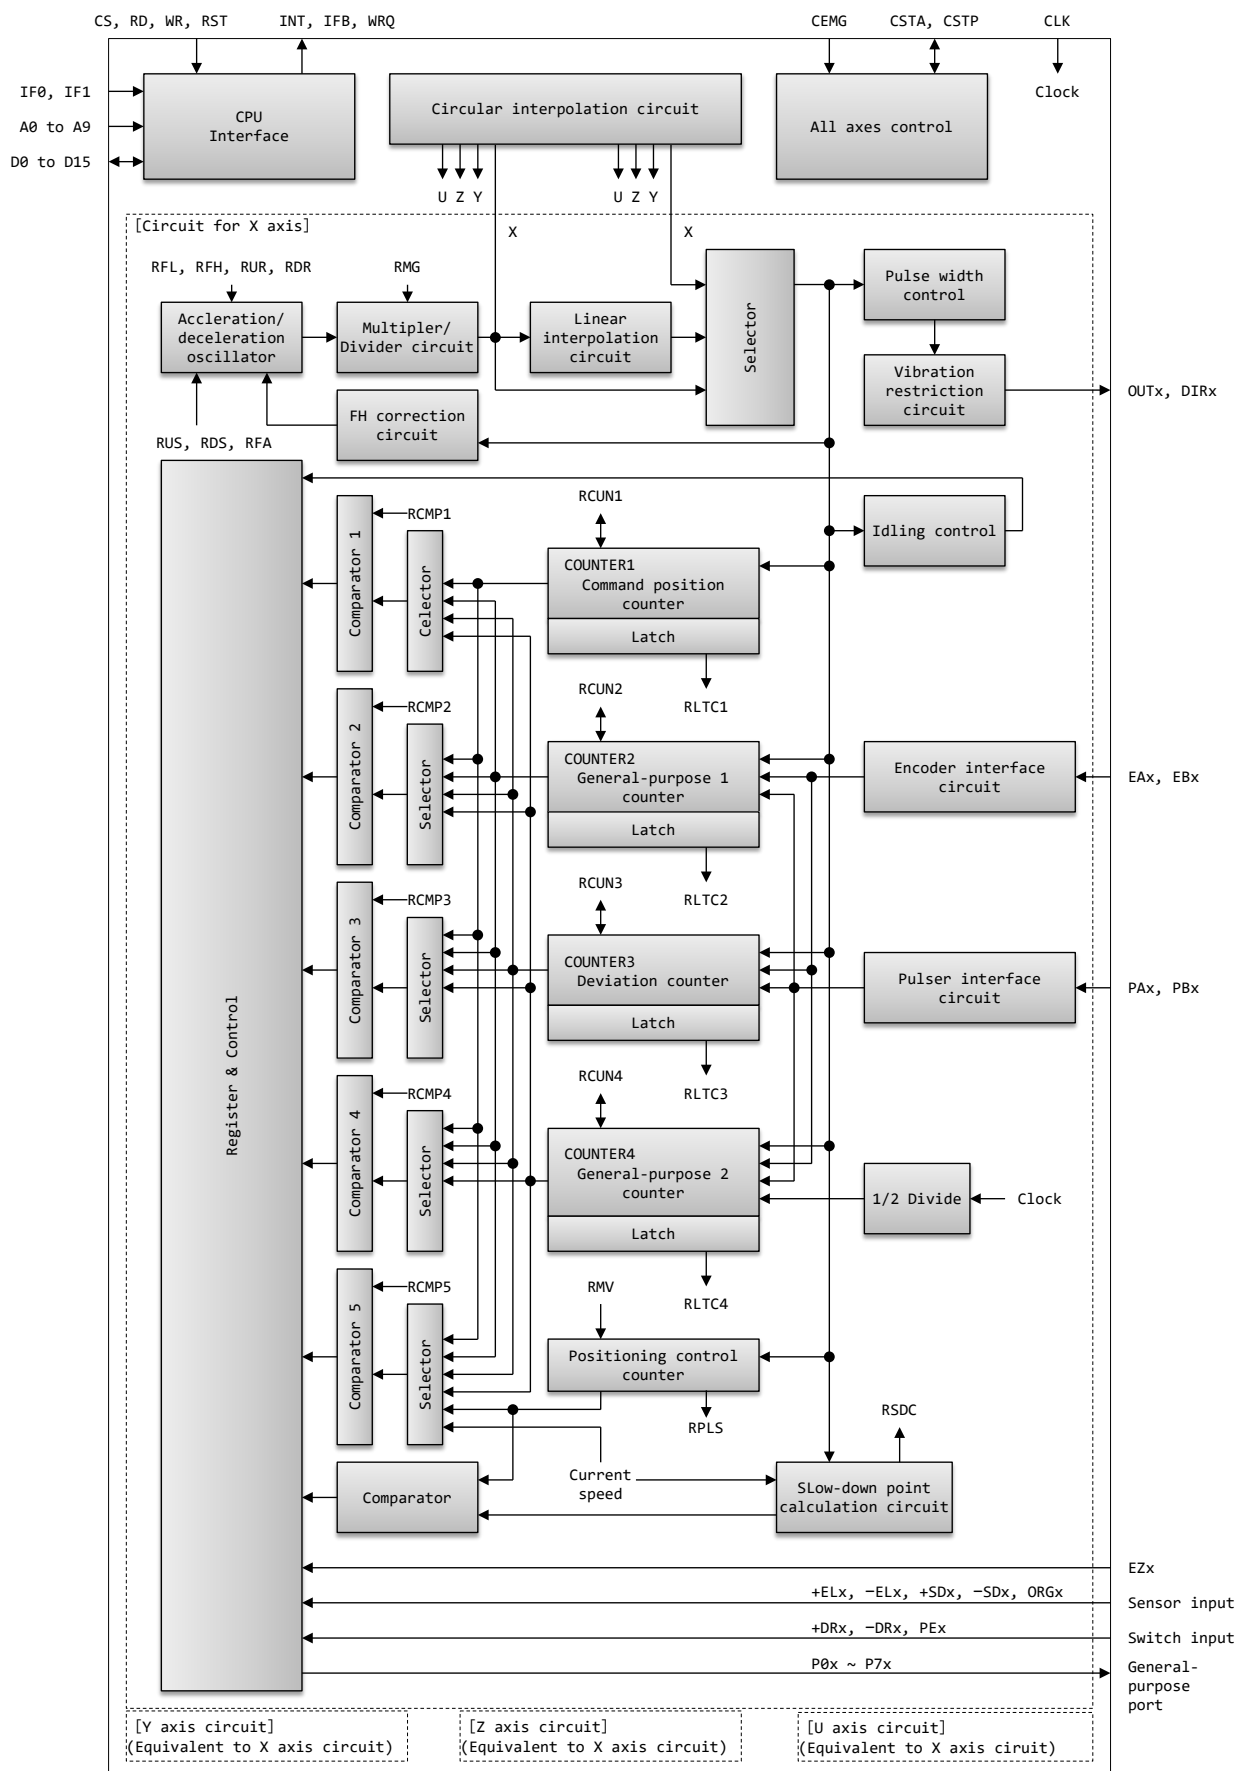 CS, RD, WR, RST
INT, IFB, WRQ
CEMG
CSTA, CSTP
CLK
IF0, IF1
A0 to A9
D0 to D15
CPU
Interface
Circular interpolation circuit
All axes control
Clock
U Z Y
U Z Y
[Circuit for X axis]
X
X
RFL, RFH, RUR, RDR
RMG
Accleration/
deceleration
oscillator
Multipler/
Divider circuit
Linear
interpolation
circuit
Selector
Pulse width
control
Vibration
restriction
circuit
OUTx, DIRx
FH correction
circuit
RUS, RDS, RFA
Register & Control
Idling control
RCMP1
Comparator 1
Celector
RCUN1
COUNTER1
Command position
counter
Latch
RLTC1
RCMP2
Comparator 2
Selector
RCUN2
COUNTER2
General-purpose 1
counter
Latch
RLTC2
Encoder interface
circuit
EAx, EBx
RCMP3
Comparator 3
Selector
RCUN3
COUNTER3
Deviation counter
Latch
RLTC3
Pulser interface
circuit
PAx, PBx
RCMP4
Comparator 4
Selector
RCUN4
COUNTER4
General-purpose 2
counter
Latch
RLTC4
1/2 Divide
Clock
RCMP5
Comparator 5
Selector
RMV
Positioning control
counter
RPLS
RSDC
Comparator
Current
speed
SLow-down point
calculation circuit
EZx
+ELx, −ELx, +SDx, −SDx, ORGx
Sensor input
+DRx, −DRx, PEx
Switch input
P0x ~ P7x
General-
purpose
port
[Y axis circuit]
(Equivalent to X axis circuit)
[Z axis circuit]
(Equivalent to X axis circuit)
[U axis circuit]
(Equivalent to X axis ciruit)